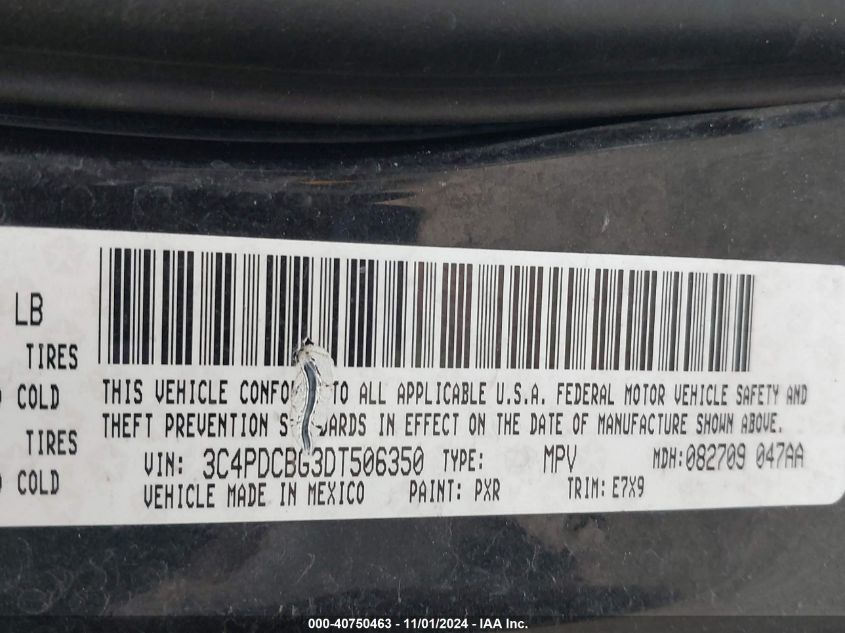 LB
TIRES
COLD
TIRES
COLD
THIS VEHICLE CONFO TO ALL APPLICABLE U.S.A. FEDERAL MOTOR VEHICLE SAFETY AND
THEFT PREVENTION S DARDS IN EFFECT ON THE DATE OF MANUFACTURE SHOWN ABOVE.
VIN: 3C4PDCBG3DT506350 TYPE: MPV MDH:082709 047AA
VEHICLE MADE IN MEXICO PAINT: PXR TRIM: E7X9
000-40750463 - 11/01/2024 - IAA Inc.